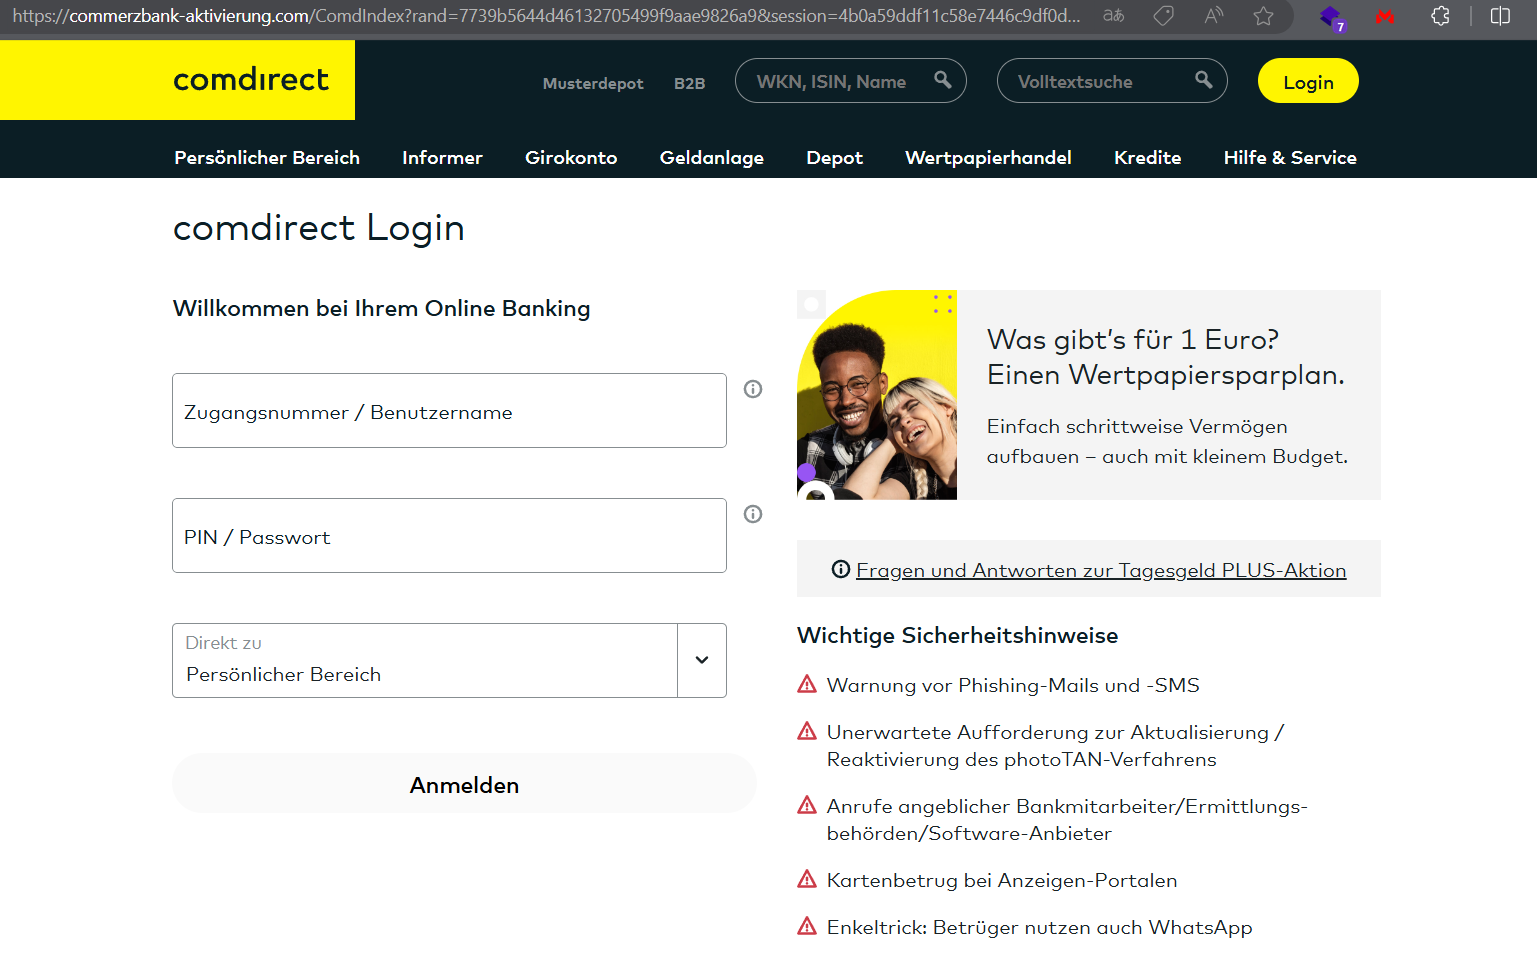 https://commerzbank-aktivierung.com/ComdIndex?rand=7739b5644d46132705499f9aae9826a9&session=4b0a59ddf11c58e7446c9df0d...
7
comdirect
Musterdepot
B2B
WKN, ISIN, Name
Volltextsuche
Login
Persönlicher Bereich
Informer
Girokonto
Geldanlage
Depot
Wertpapierhandel
Kredite
Hilfe & Service
comdirect Login
Willkommen bei Ihrem Online Banking
Zugangsnummer / Benutzername
PIN / Passwort
Direkt zu
Persönlicher Bereich
Anmelden
Was gibt's für 1 Euro?
Einen Wertpapiersparplan.
Einfach schrittweise Vermögen
aufbauen – auch mit kleinem Budget.
Fragen und Antworten zur Tagesgeld PLUS-Aktion
Wichtige Sicherheitshinweise
Warnung vor Phishing-Mails und -SMS
Unerwartete Aufforderung zur Aktualisierung /
Reaktivierung des photoTAN-Verfahrens
Anrufe angeblicher Bankmitarbeiter/Ermittlungs-
behörden/Software-Anbieter
Kartenbetrug bei Anzeigen-Portalen
Enkeltrick: Betrüger nutzen auch WhatsApp